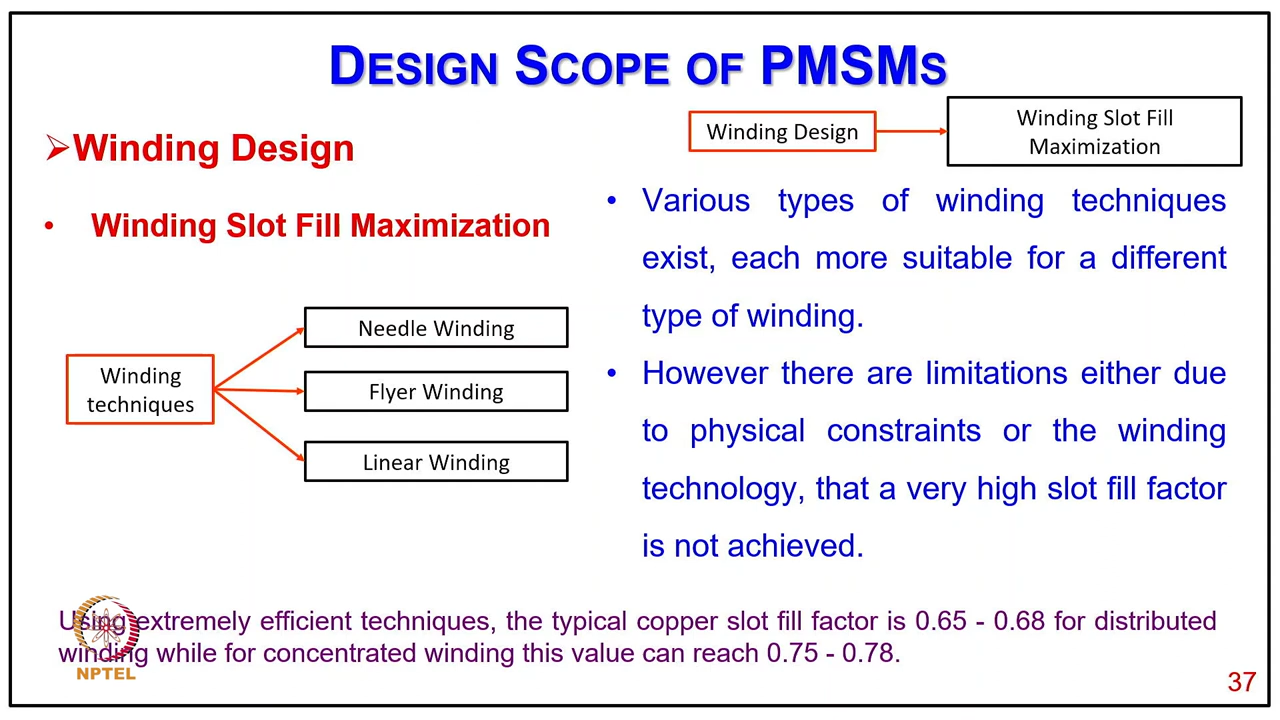 DESIGN SCOPE OF PMSMS
➢Winding Design
• Winding Slot Fill Maximization
Winding techniques
Needle Winding
Flyer Winding
Linear Winding
Winding Design
Winding Slot Fill
Maximization
• Various types of winding techniques
exist, each more suitable for a different
type of winding.
• However there are limitations either due
to physical constraints or the winding
technology, that a very high slot fill factor
is not achieved.
Using extremely efficient techniques, the typical copper slot fill factor is 0.65 - 0.68 for distributed
winding while for concentrated winding this value can reach 0.75 - 0.78.
NPTEL
37